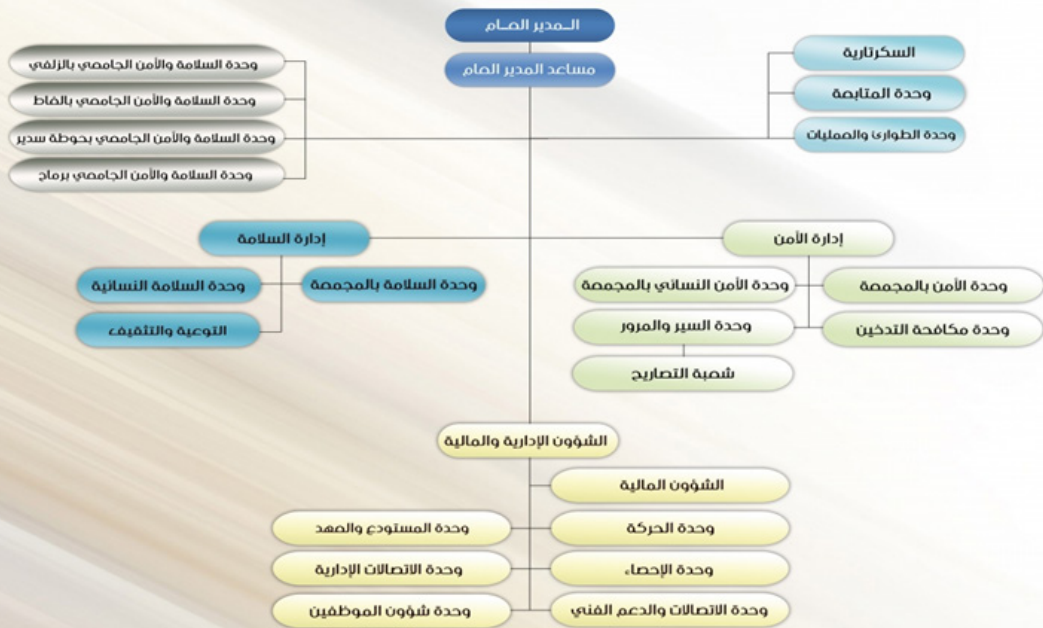 المدير العام
مساعد المدير العام
السكرتارية
وحدة المتابعة
وحدة الطوارئ والعمليات
وحدة السلامة والأمن الجامعي بالزلفي
وحدة السلامة والأمن الجامعي بالغاط
وحدة السلامة والأمن الجامعي بحوطة سدير
وحدة السلامة والأمن الجامعي برماح
إدارة الأمن
وحدة الأمن بالمجمعة
وحدة الأمن النسائي بالمجمعة
وحدة مكافحة التدخين
وحدة السير والمرور
شعبة التصاريح
إدارة السلامة
وحدة السلامة بالمجمعة
وحدة السلامة النسائية
التوعية والتثقيف
الشؤون الإدارية والمالية
الشؤون المالية
وحدة الحركة
وحدة المستودع والعهد
وحدة الإحصاء
وحدة الاتصالات الإدارية
وحدة الاتصالات والدعم الفني
وحدة شؤون الموظفين